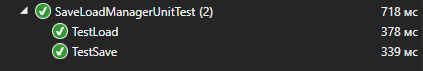 SaveLoadManagerUnitTest (2) 718 мс
TestLoad 378 мс
TestSave 339 мс